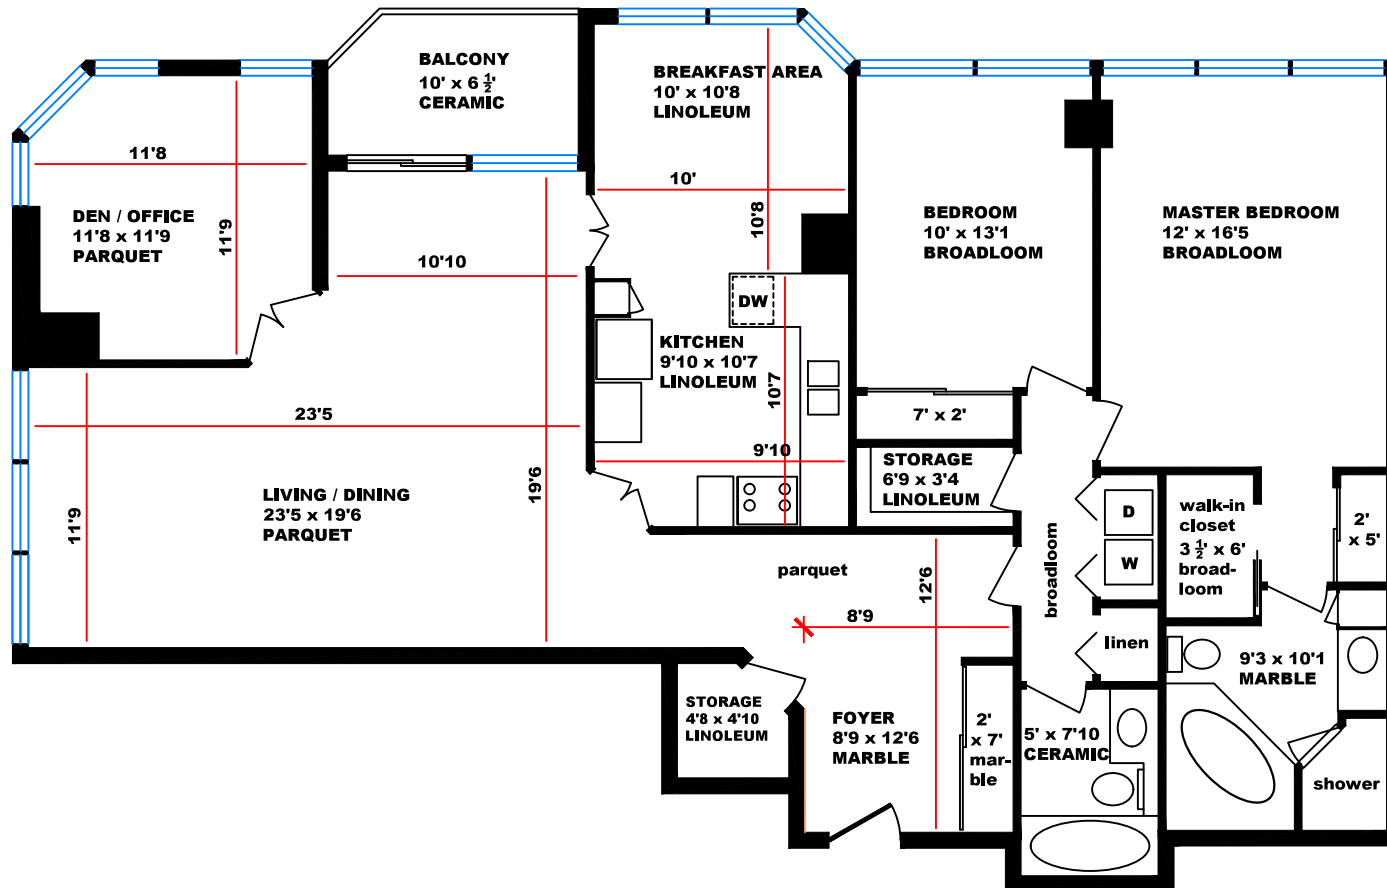 BALCONY
10' x 6 1/2'
CERAMIC
BREAKFAST AREA
10' x 10'8
LINOLEUM
11'8
10'
DEN / OFFICE
11'8 x 11'9
PARQUET
11'9
10'8
BEDROOM
10' x 13'1
BROADLOOM
MASTER BEDROOM
12' x 16'5
BROADLOOM
10'10
DW
KITCHEN
9'10 x 10'7
LINOLEUM
10'7
23'5
7' x 2'
9'10
STORAGE
6'9 x 3'4
LINOLEUM
LIVING / DINING
23'5 x 19'6
PARQUET
19'6
11'9
D
W
walk-in
closet
3 1/2' x 6'
broad-
loom
2'
x 5'
parquet
12'6
broadloom
8'9
linen
9'3 x 10'1
MARBLE
STORAGE
4'8 x 4'10
LINOLEUM
FOYER
8'9 x 12'6
MARBLE
2'
x 7'
mar-
ble
5' x 7'10
CERAMIC
shower